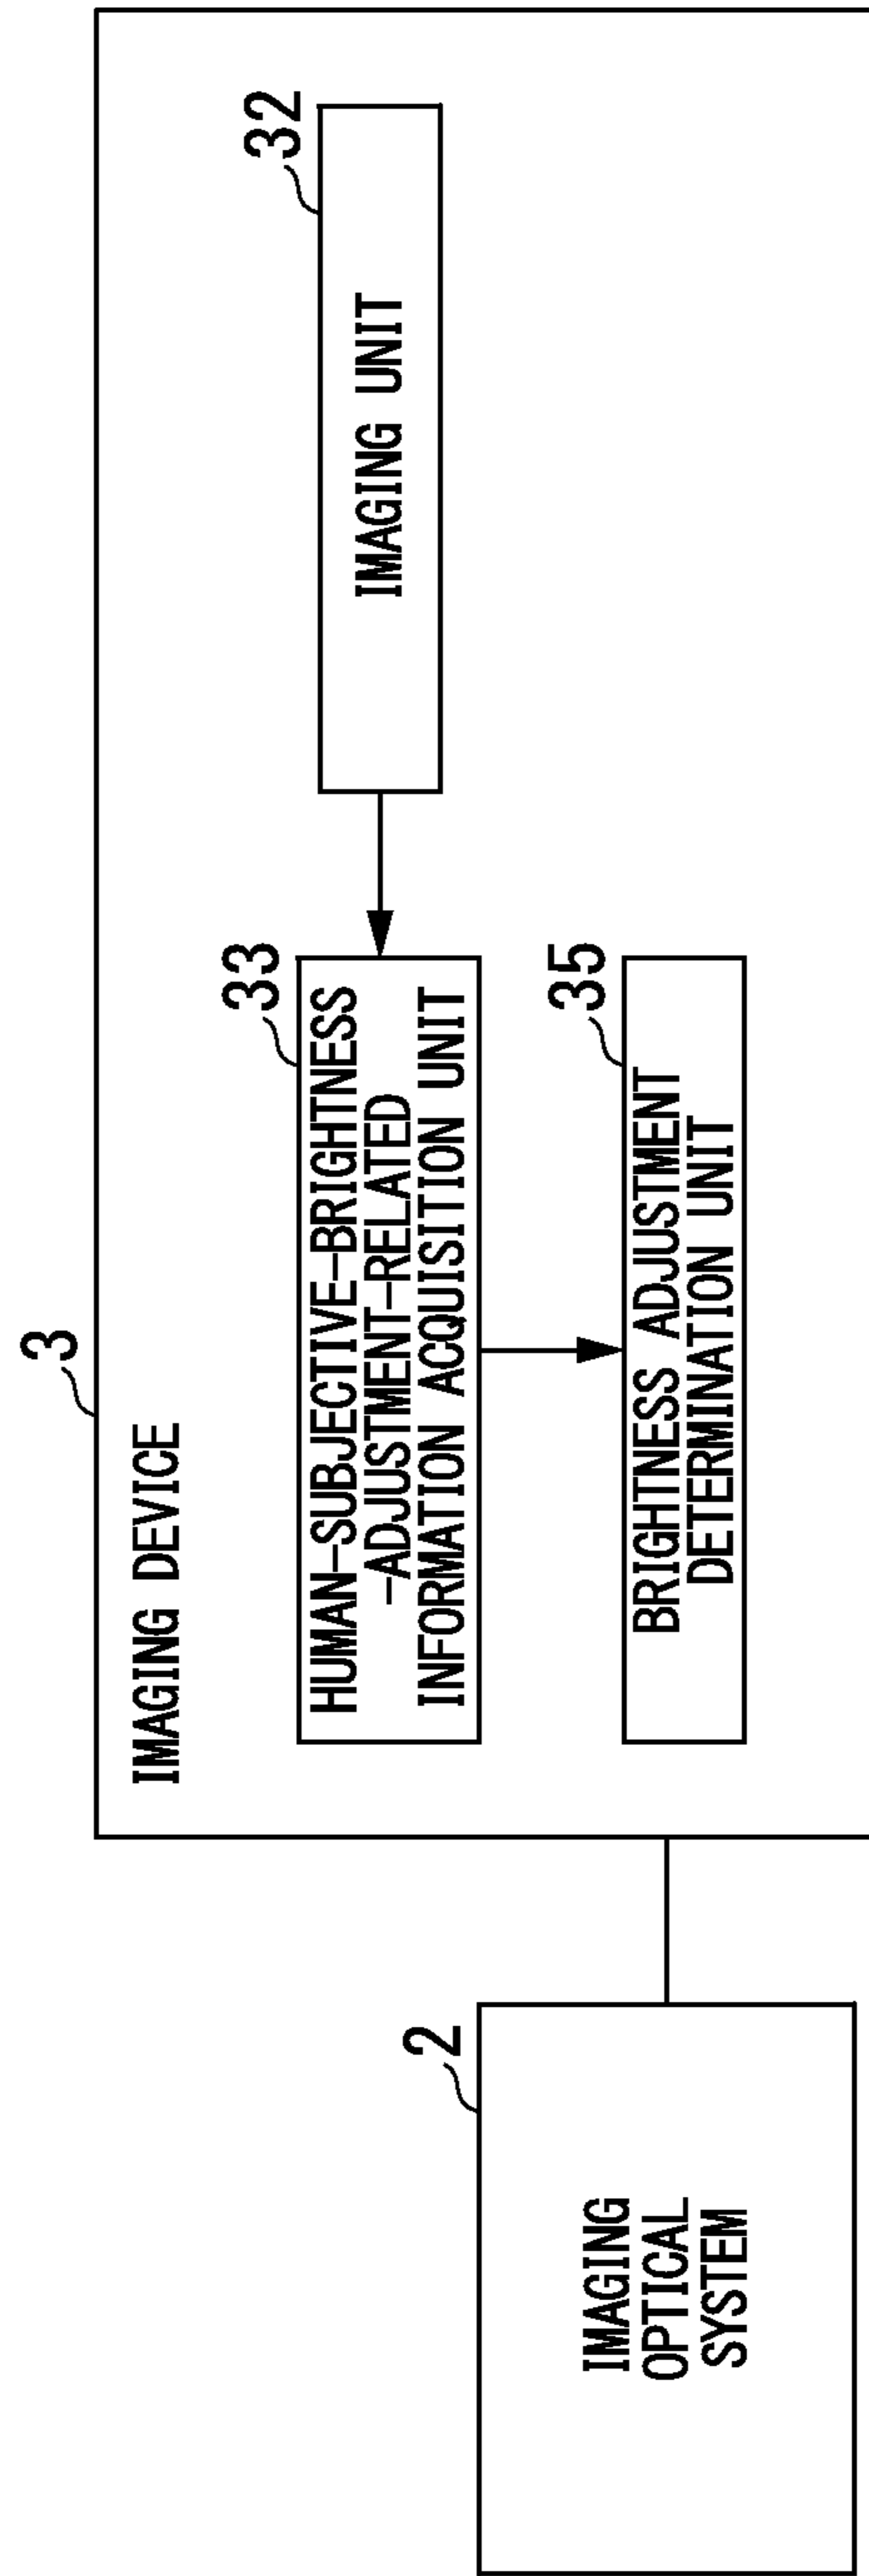 3
IMAGING DEVICE
33
HUMAN-SUBJECTIVE-BRIGHTNESS
-ADJUSTMENT-RELATED
INFORMATION ACQUISITION UNIT
32
IMAGING UNIT
2
IMAGING
OPTICAL
SYSTEM
35
BRIGHTNESS ADJUSTMENT
DETERMINATION UNIT